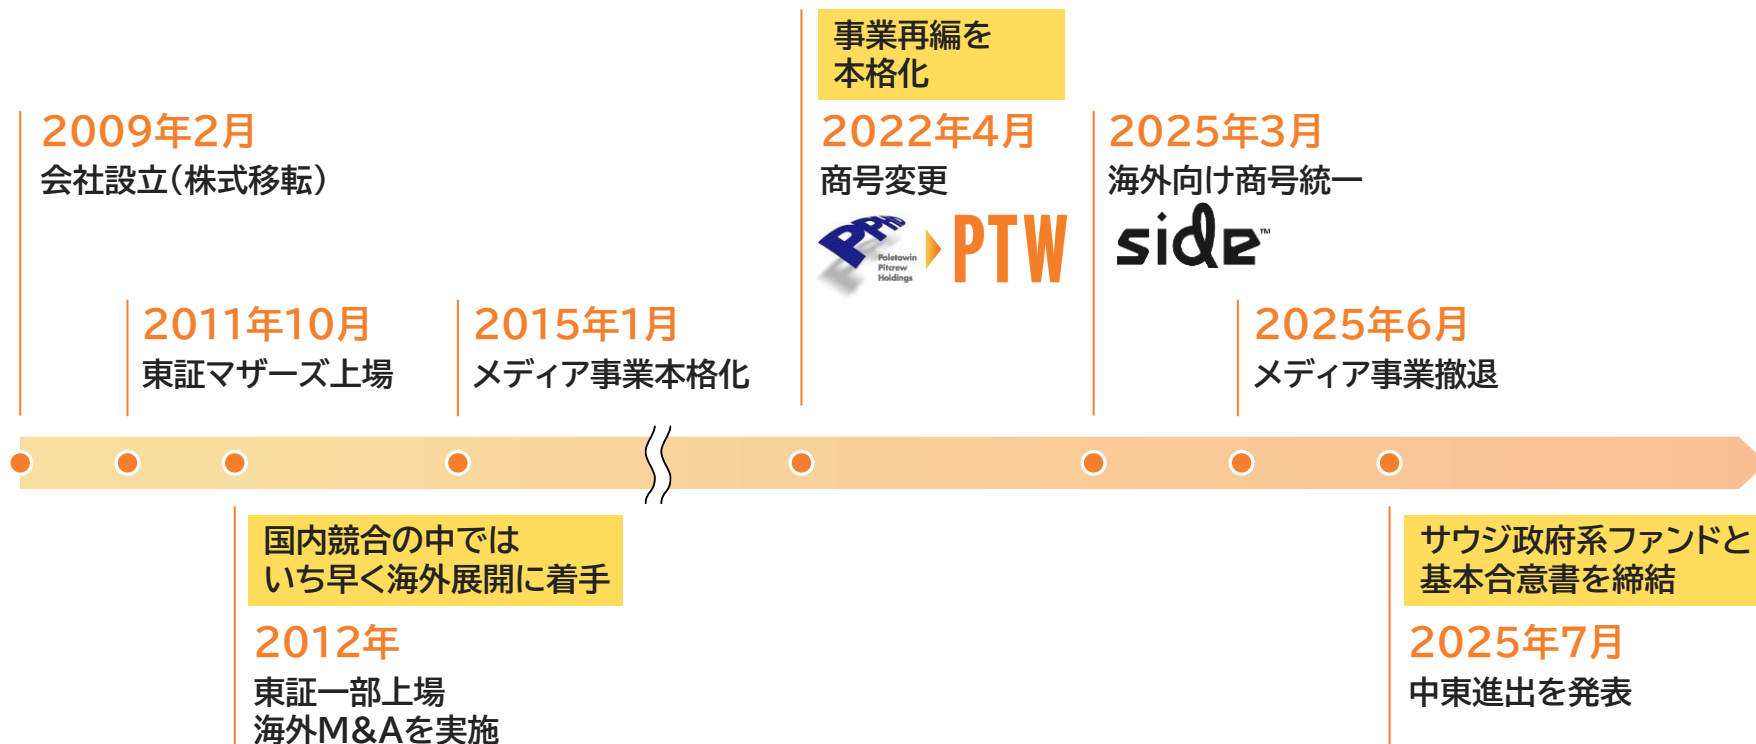 2009年2月
会社設立(株式移転)
2011年10月
東証マザーズ上場
国内競合の中では
いち早く海外展開に着手
2012年
東証一部上場
海外M&Aを実施
2015年1月
メディア事業本格化
事業再編を
本格化
2022年4月
商号変更
PPH
Poletowin
Pitcrew
Holdings
PTW
2025年3月
海外向け商号統一
side™
2025年6月
メディア事業撤退
サウジ政府系ファンドと
基本合意書を締結
2025年7月
中東進出を発表